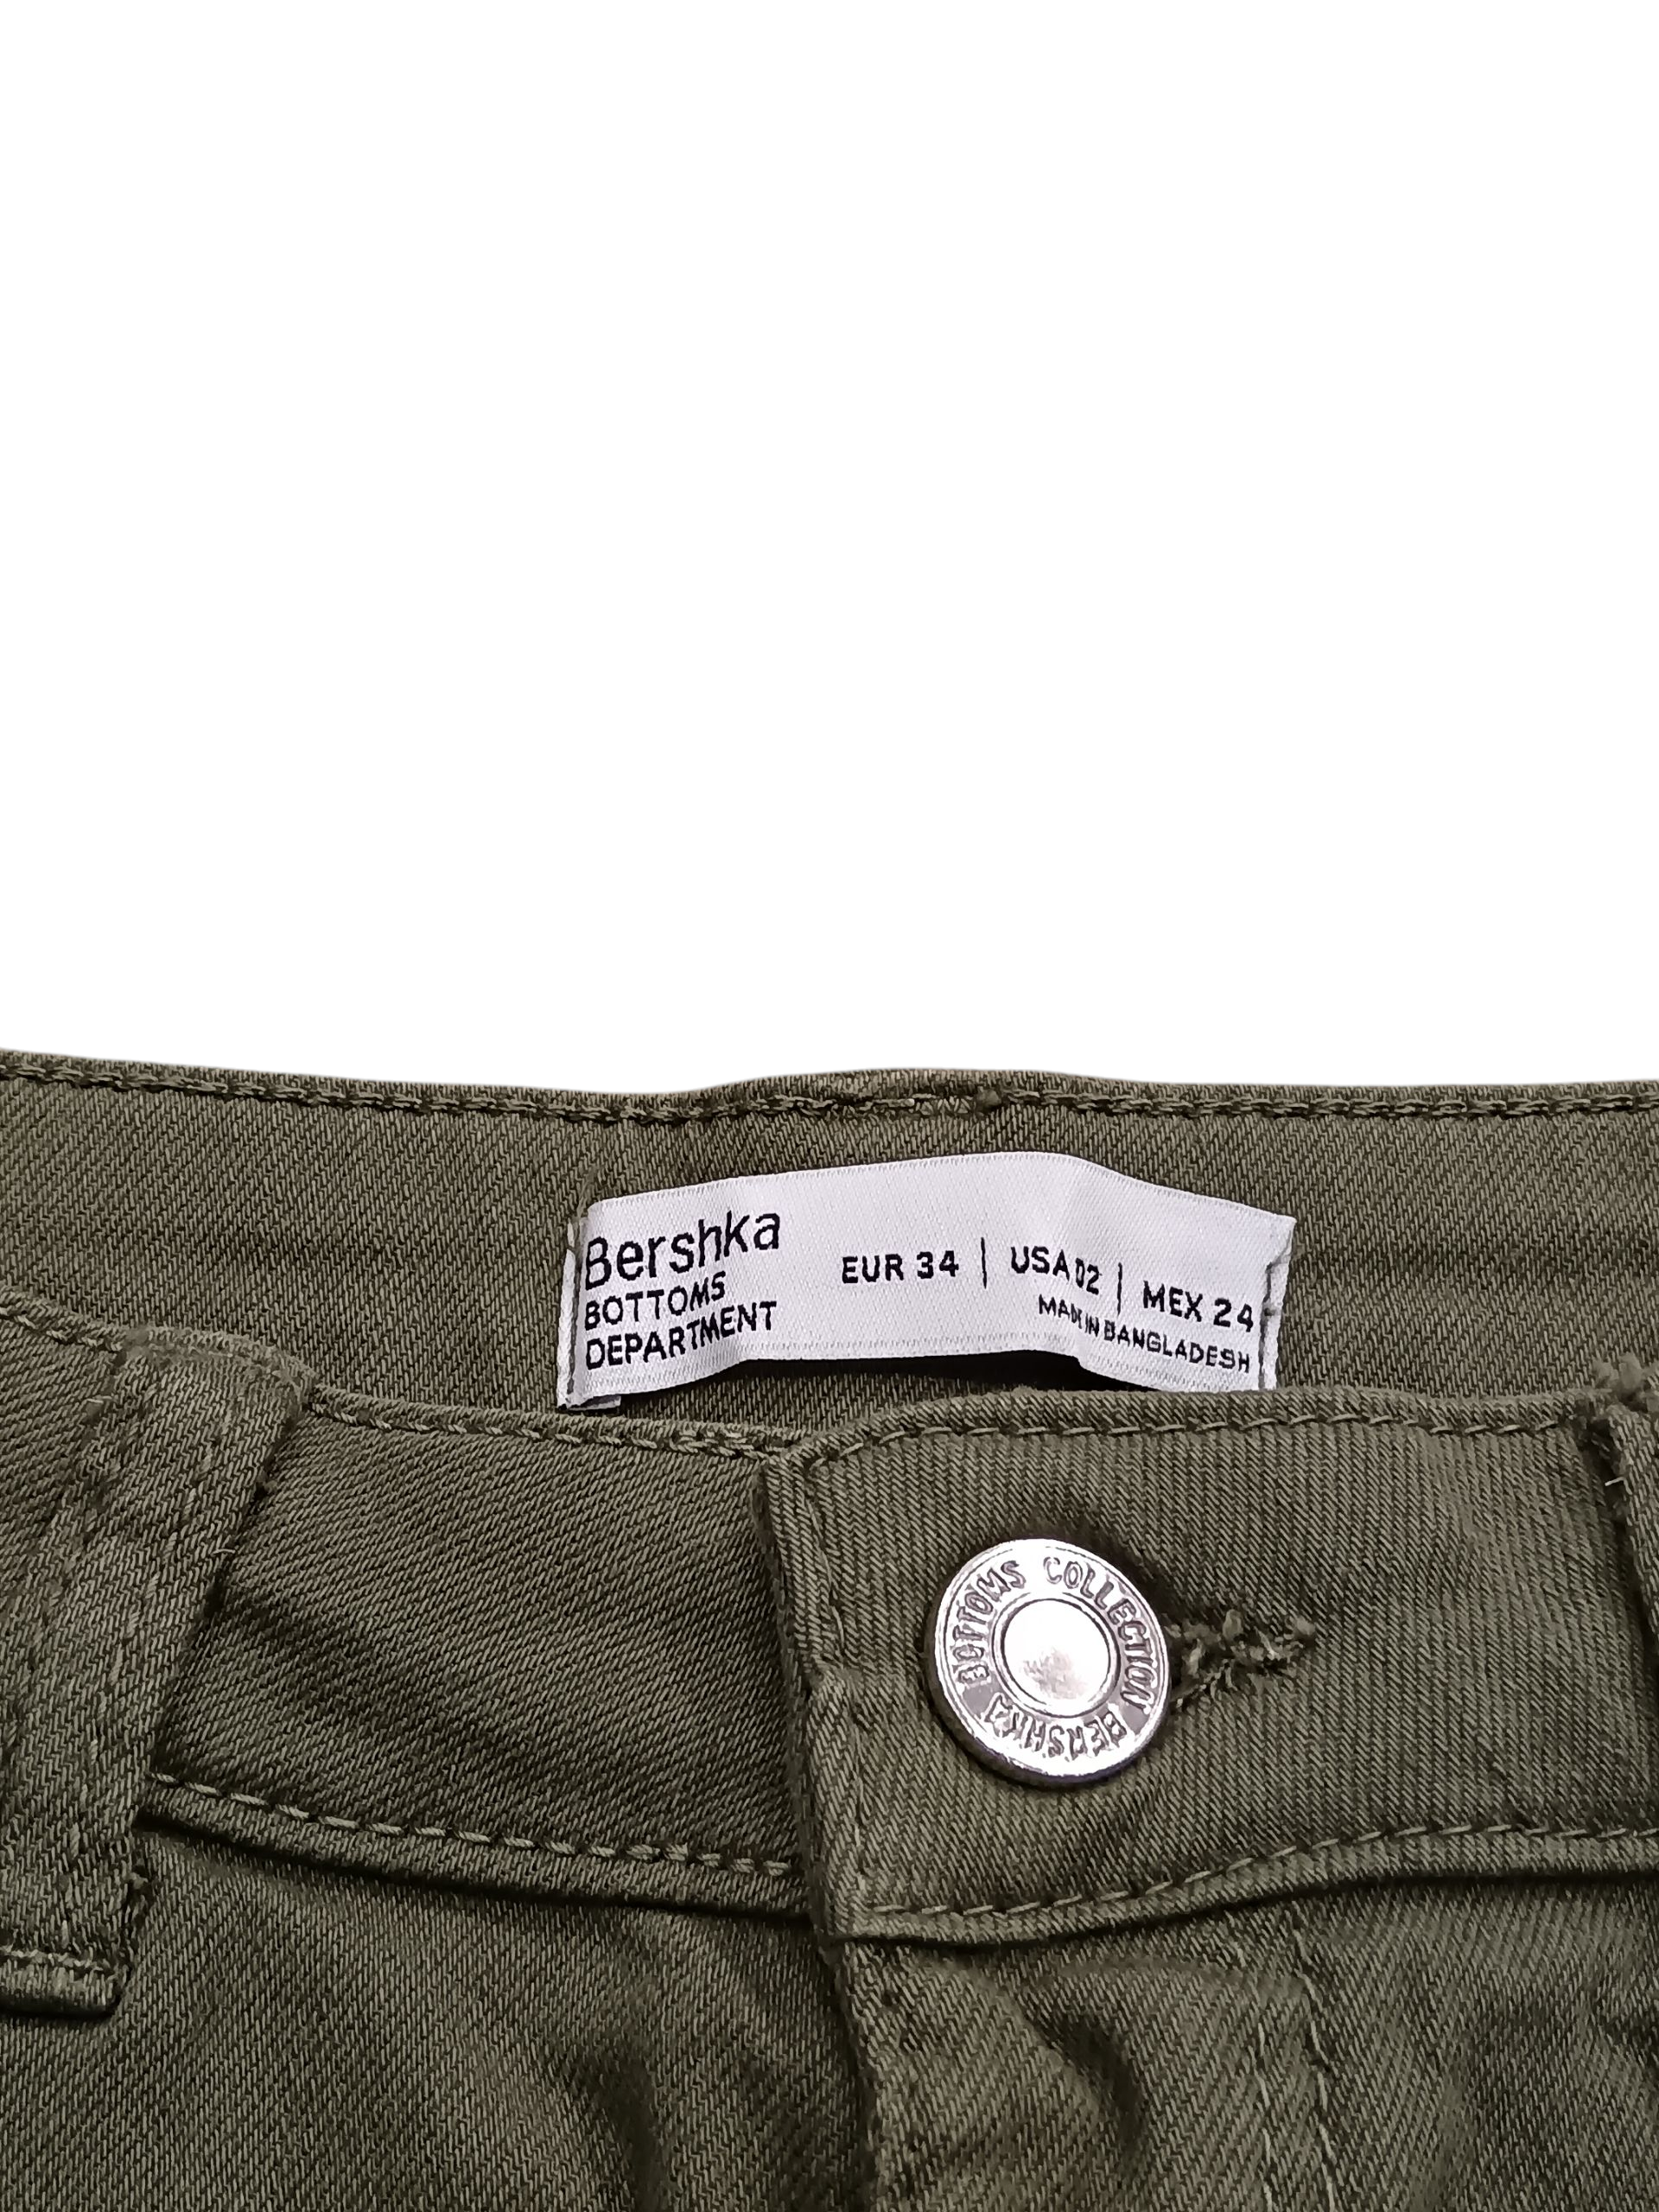 Bershka
BOTTOMS
DEPARTMENT
EUR 34 | USA 02 | MEX 24
MADE IN BANGLADESH
BOTTOMS COLLECTION BERSHKA